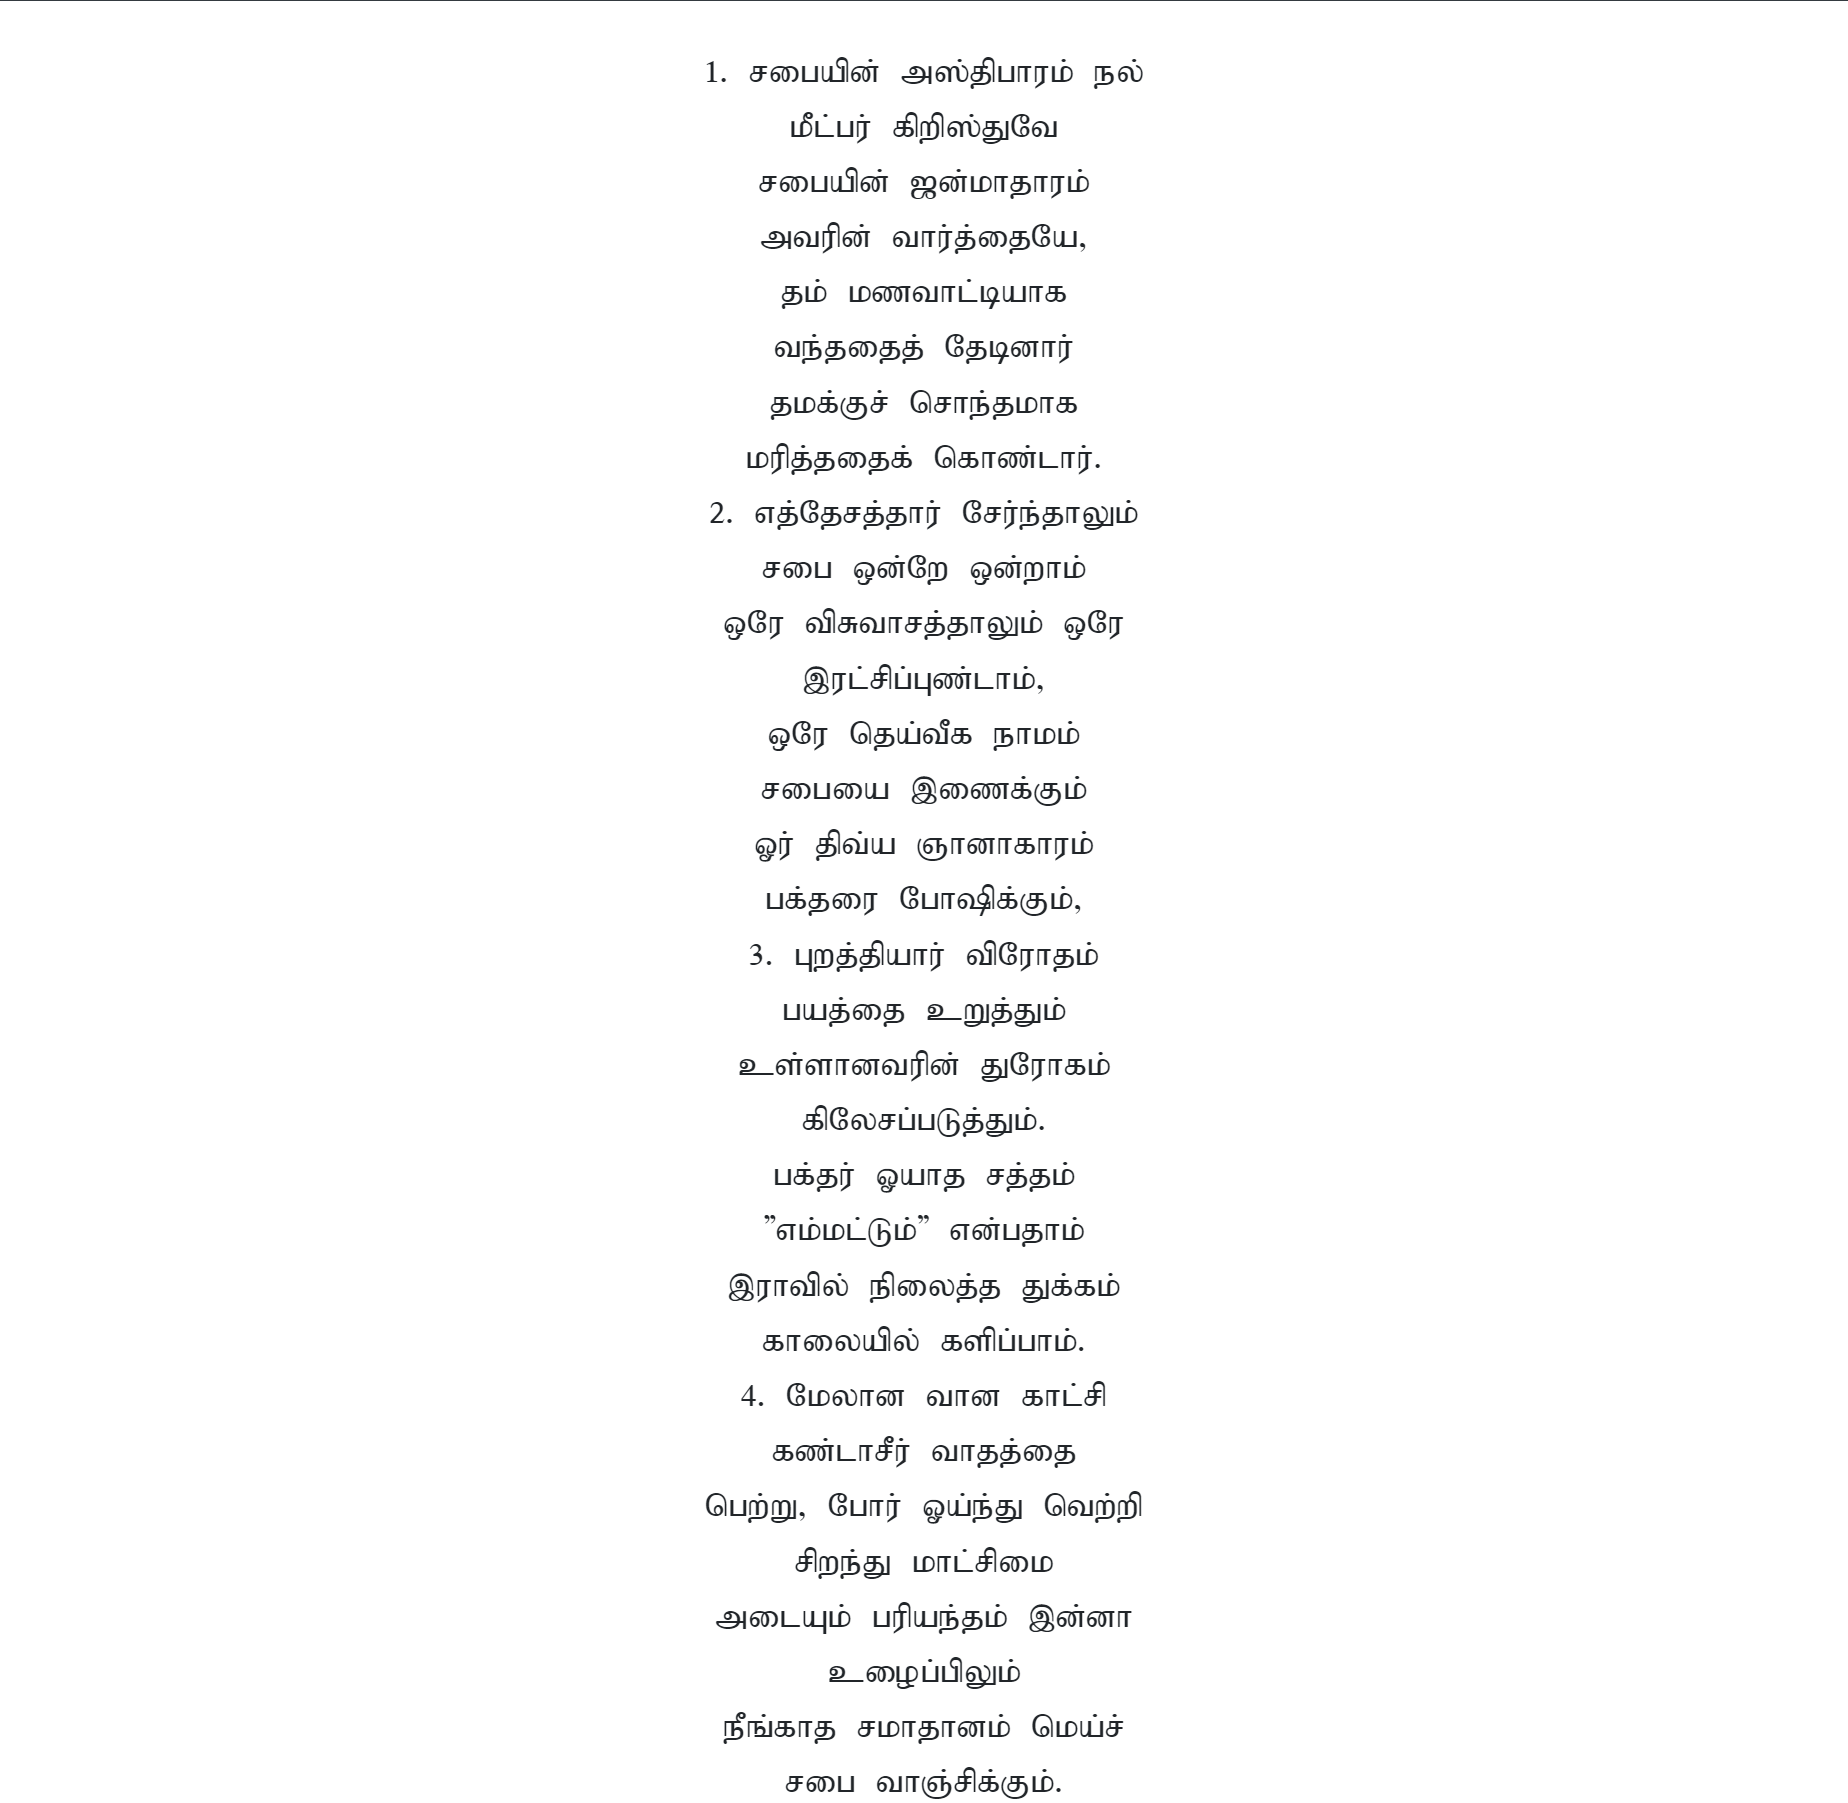 1. சபையின் அஸ்திபாரம் நல்
மீட்பர் கிறிஸ்துவே
சபையின் ஜன்மாதாரம்
அவரின் வார்த்தையே,
தம் மணவாட்டியாக
வந்ததைத் தேடினார்
தமக்குச் சொந்தமாக
மரித்ததைக் கொண்டார்.
2. எத்தேசத்தார் சேர்ந்தாலும்
சபை ஒன்றே ஒன்றாம்
ஒரே விசுவாசத்தாலும் ஒரே
இரட்சிப்புண்டாம்,
ஒரே தெய்வீக நாமம்
சபையை இணைக்கும்
ஓர் திவ்ய ஞானாகாரம்
பக்தரை போஷிக்கும்,
3. புறத்தியார் விரோதம்
பயத்தை உறுத்தும்
உள்ளானவரின் துரோகம்
கிலேசப்படுத்தும்.
பக்தர் ஓயாத சத்தம்
”எம்மட்டும்” என்பதாம்
இராவில் நிலைத்த துக்கம்
காலையில் களிப்பாம்.
4. மேலான வான காட்சி
கண்டாசீர் வாதத்தை
பெற்று, போர் ஓய்ந்து வெற்றி
சிறந்து மாட்சிமை
அடையும் பரியந்தம் இன்னா
உழைப்பிலும்
நீங்காத சமாதானம் மெய்ச்
சபை வாஞ்சிக்கும்.